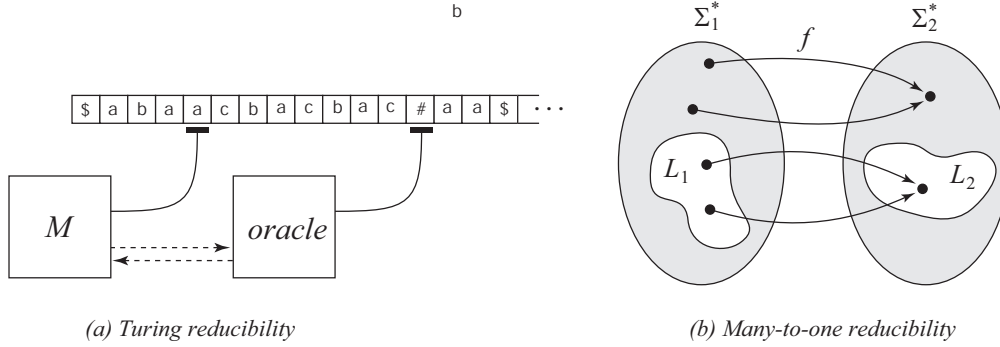 b
$ a b a a c b a c b a c # a a $ ...
M
oracle
(a) Turing reducibility
Σ₁* Σ₂*
f
L₁ L₂
(b) Many-to-one reducibility